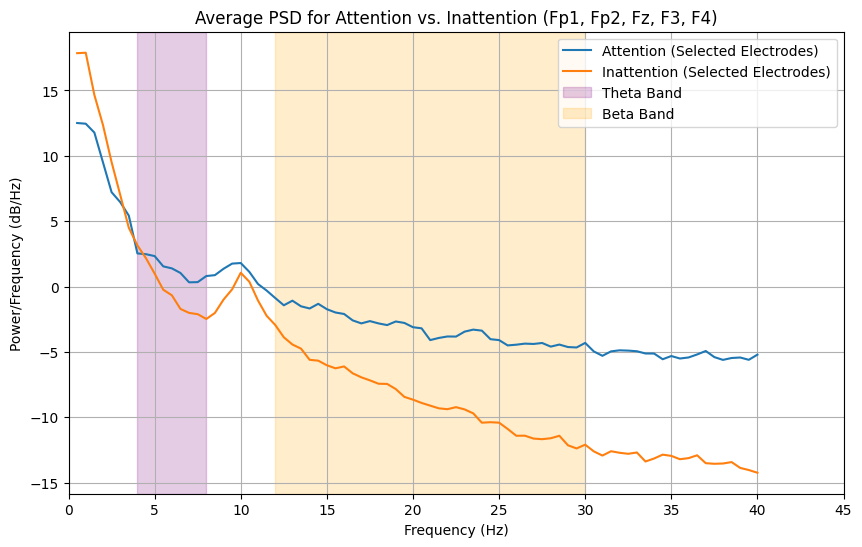 Average PSD for Attention vs. Inattention (Fp1, Fp2, Fz, F3, F4)
Attention (Selected Electrodes)
Inattention (Selected Electrodes)
Theta Band
Beta Band
Power/Frequency (dB/Hz)
15
10
5
0
−5
−10
−15
0 5 10 15 20 25 30 35 40 45
Frequency (Hz)